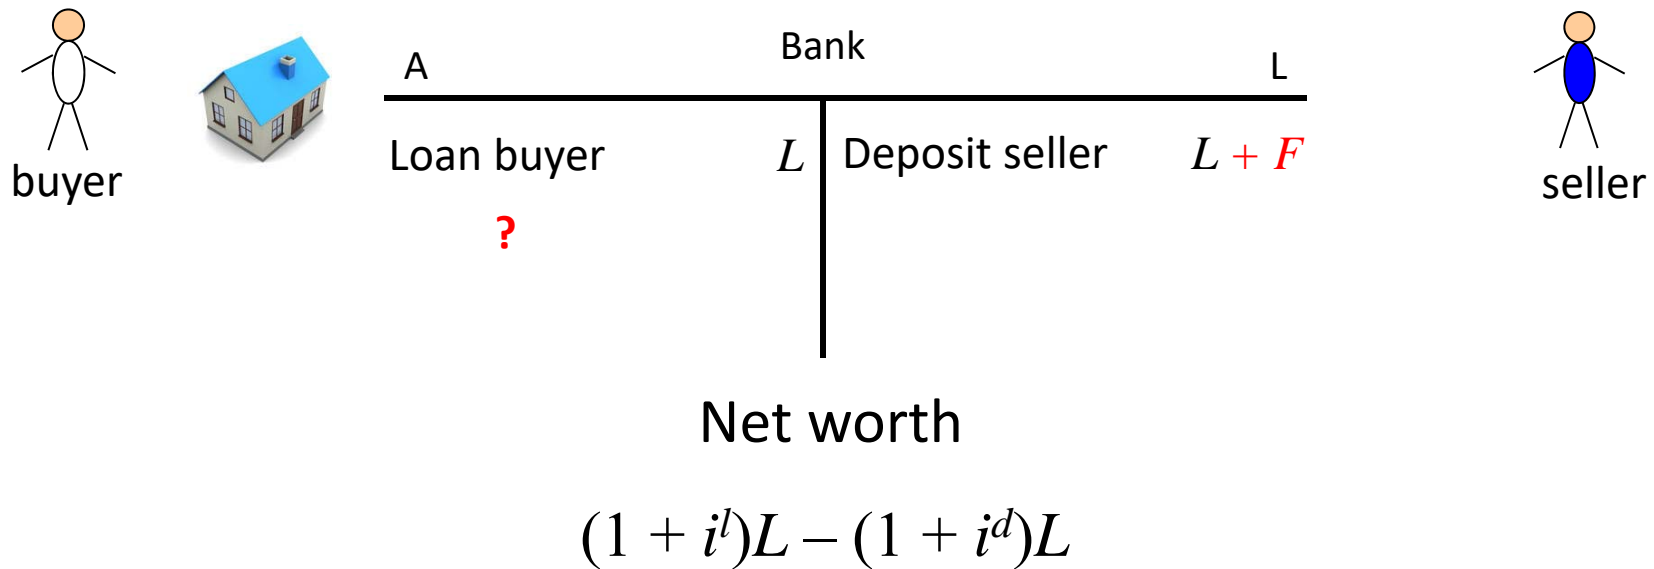 Bank
A L
Loan buyer L Deposit seller L + F
buyer seller
?
Net worth
(1 + i^l)L – (1 + i^d)L